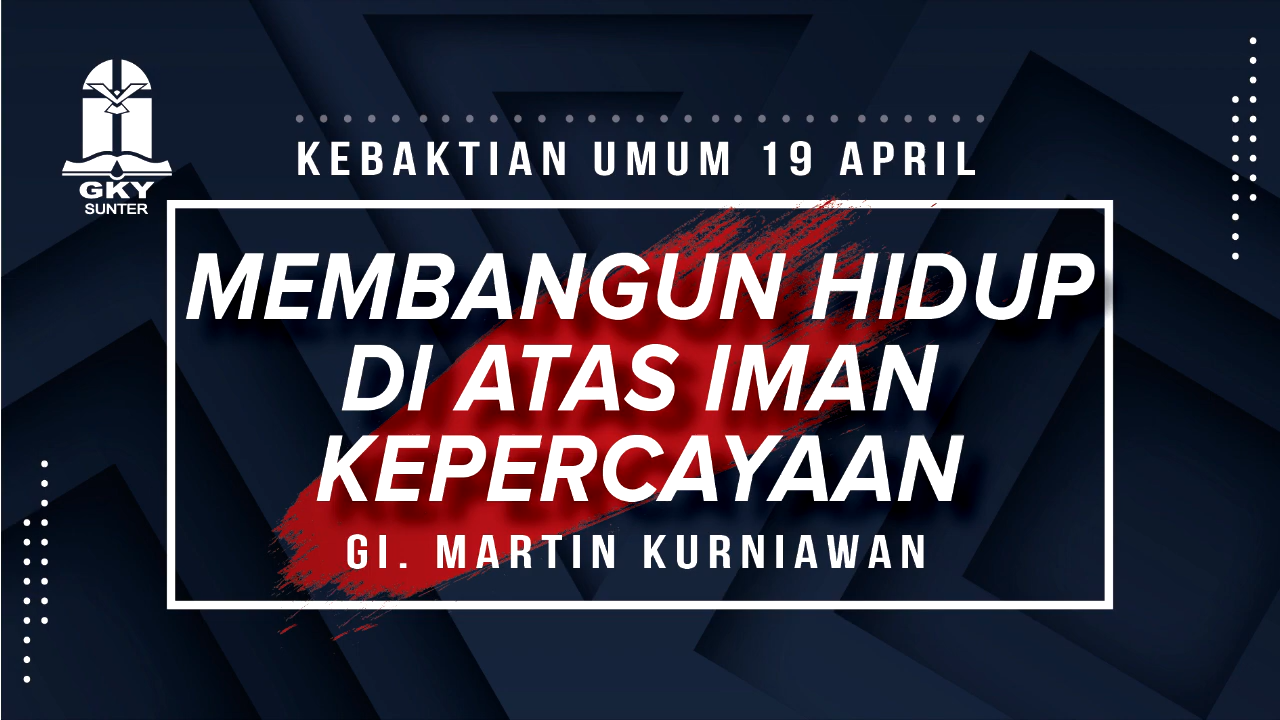 GKY
SUNTER
KEBAKTIAN UMUM 19 APRIL
MEMBANGUN HIDUP
DI ATAS IMAN
KEPERCAYAAN
GI. MARTIN KURNIAWAN